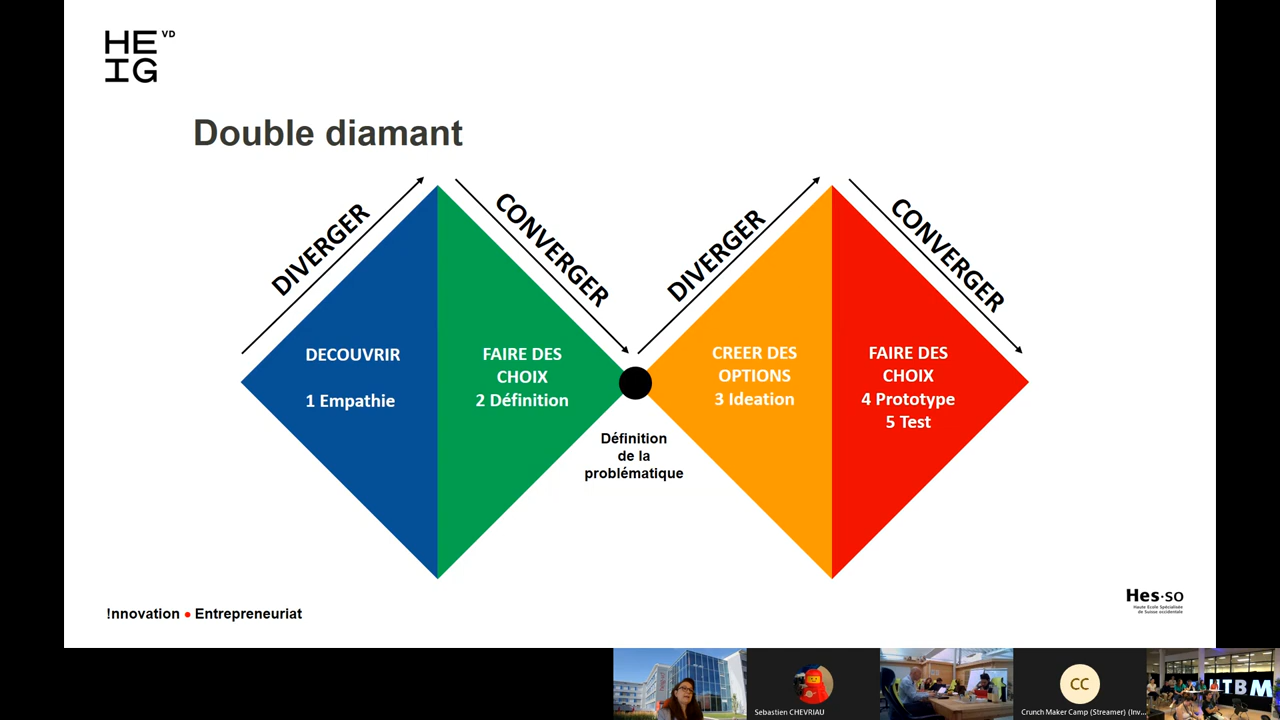 HE VD
IG
Double diamant
DIVERGER
CONVERGER
DIVERGER
CONVERGER
DECOUVRIR
1 Empathie
FAIRE DES
CHOIX
2 Définition
CREER DES
OPTIONS
3 Ideation
FAIRE DES
CHOIX
4 Prototype
5 Test
Définition
de la
problématique
!nnovation • Entrepreneuriat
Hes·so
Haute Ecole Spécialisée
de Suisse occidentale
Sebastien CHEVRIAU
CC
Crunch Maker Camp (Streamer) (Inv...
UTBM